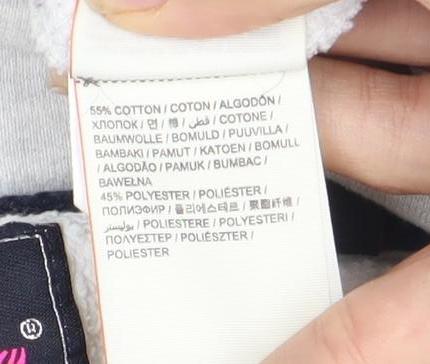 55% COTTON / COTON / ALGODÓN /
ХЛОПОК / 면 / 棉 / قطن / COTONE /
BAUMWOLLE / BOMULD / PUUVILLA /
BAMBAKI / PAMUT / KATOEN / BOMULL
/ ALGODÃO / PAMUK / BUMBAC /
BAWEŁNA
45% POLYESTER / POLIÉSTER /
ПОЛИЭФИР / 폴리에스테르 / 聚酯纤维 /
بوليستر / POLIESTERE / POLYESTERI /
ΠΟΛΥΕΣΤΕΡ / POLIÉSZTER /
POLIESTER
®